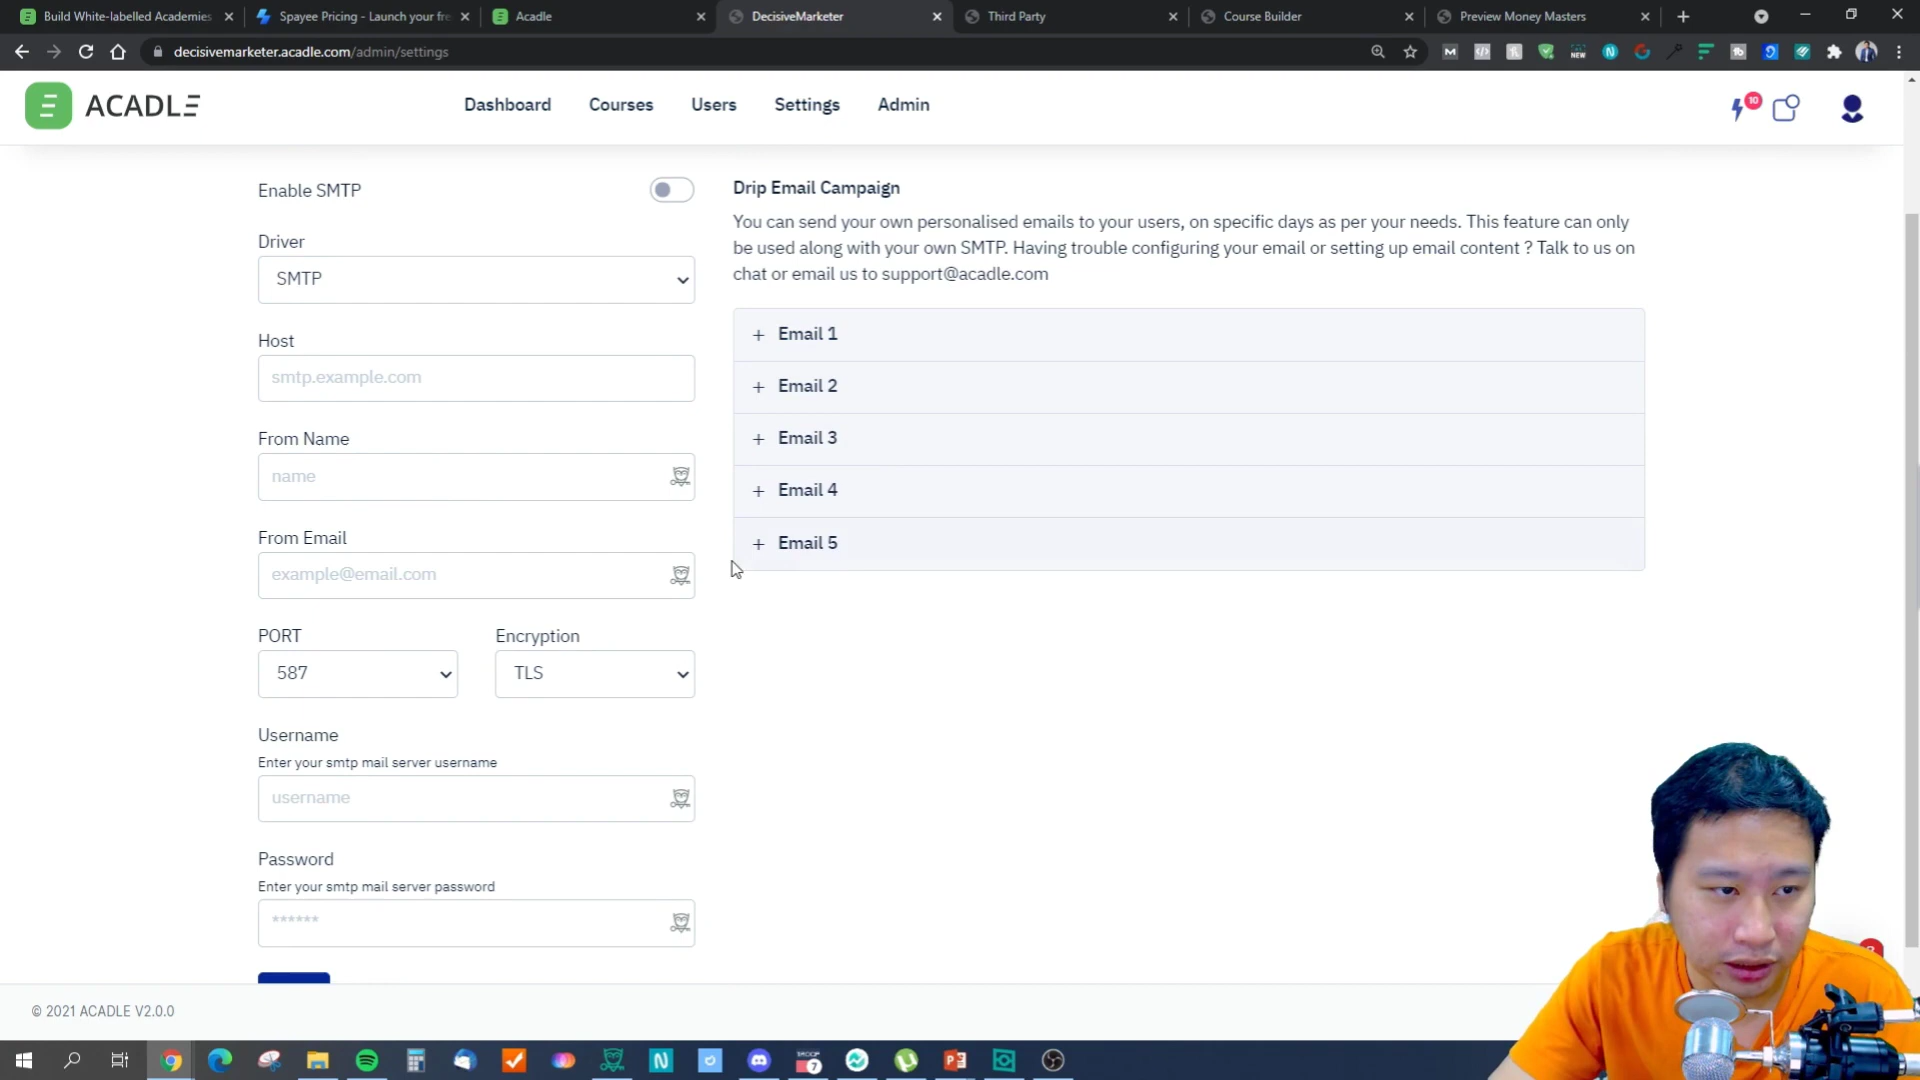 Build White-labelled Academies
Spayee Pricing - Launch your fre
Acadle
DecisiveMarketer
Third Party
Course Builder
Preview Money Masters
decisivemarketer.acadle.com/admin/settings
NEW
ACADLE
Dashboard
Courses
Users
Settings
Admin
10
Enable SMTP
Driver
SMTP
Host
smtp.example.com
From Name
name
From Email
example@email.com
PORT
Encryption
587
TLS
Username
Enter your smtp mail server username
username
Password
Enter your smtp mail server password
******
Drip Email Campaign
You can send your own personalised emails to your users, on specific days as per your needs. This feature can only
be used along with your own SMTP. Having trouble configuring your email or setting up email content ? Talk to us on
chat or email us to support@acadle.com
+ Email 1
+ Email 2
+ Email 3
+ Email 4
+ Email 5
© 2021 ACADLE V2.0.0
7